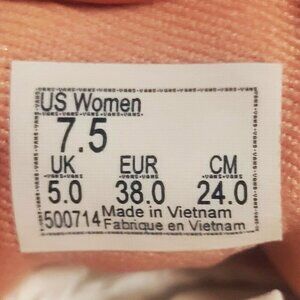 US Women
7.5
UK EUR CM
5.0 38.0 24.0
500714 Made in Vietnam
Fabrique en Vietnam